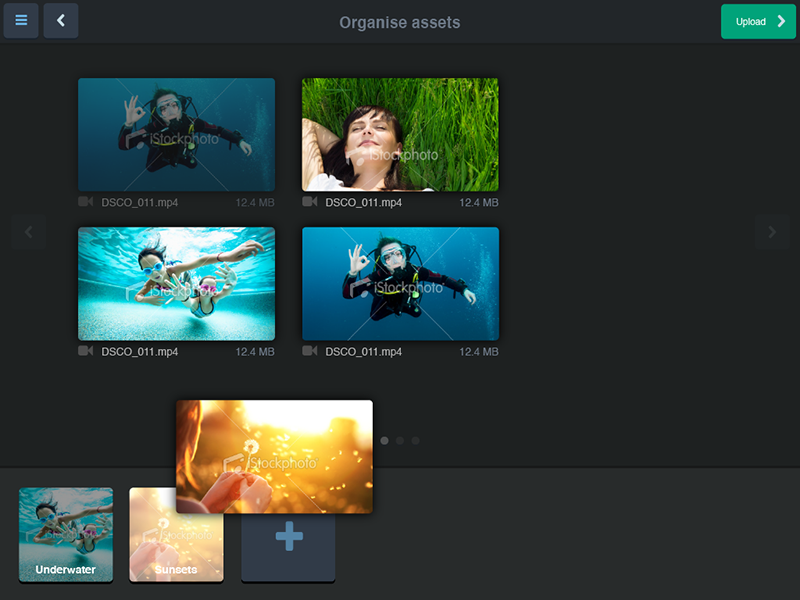 Organise assets
Upload
iStockphoto
iStockphoto
DSCO_011.mp4 12.4 MB
DSCO_011.mp4 12.4 MB
iStockphoto
iStockphoto
DSCO_011.mp4 12.4 MB
DSCO_011.mp4 12.4 MB
iStockphoto
Underwater
Sunsets